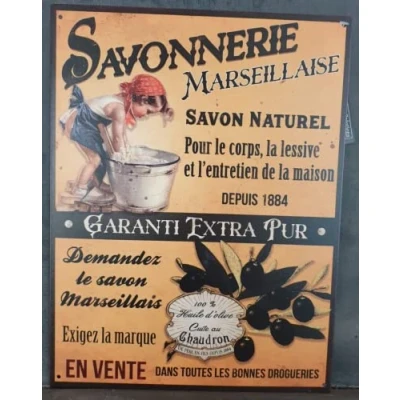 SAVONNERIE
MARSEILLAISE
SAVON NATUREL
Pour le corps, la lessive
et l'entretien de la maison
DEPUIS 1884
GARANTI EXTRA PUR
Demandez
le savon
Marseillais
100 %
Huile d'olive
Cuite au
Chaudron
Exigez la marque
EN VENTE DANS TOUTES LES BONNES DROGUERIES